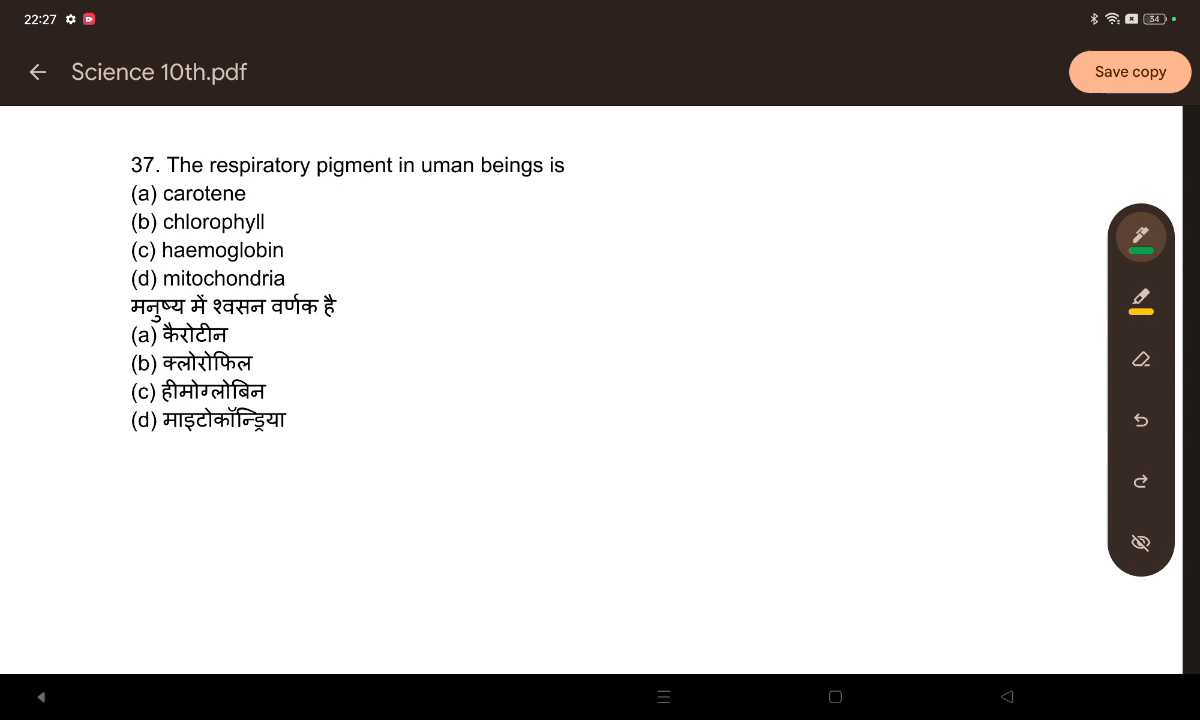 22:27
34
Science 10th.pdf
Save copy
37. The respiratory pigment in uman beings is
(a) carotene
(b) chlorophyll
(c) haemoglobin
(d) mitochondria
मनुष्य में श्वसन वर्णक है
(a) कैरोटीन
(b) क्लोरोफिल
(c) हीमोग्लोबिन
(d) माइटोकॉन्ड्रिया